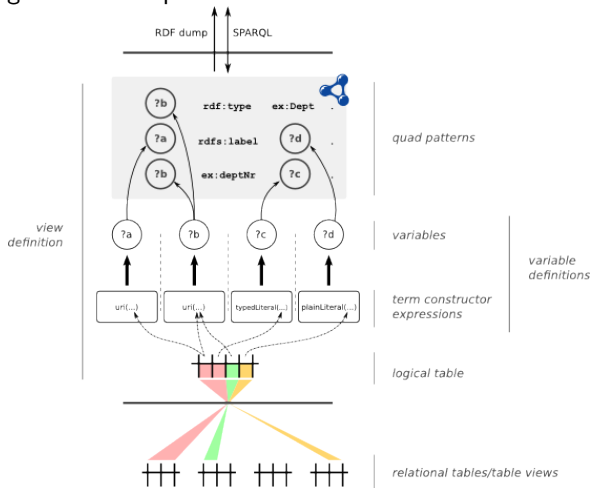 RDF dump SPARQL
?b rdf:type ex:Dept .
?a rdfs:label ?d .
?b ex:deptNr ?c .
quad patterns
view
definition
?a ?b ?c ?d
variables
variable
definitions
uri(...) uri(...) typedLiteral(...) plainLiteral(...)
term constructor
expressions
logical table
relational tables/table views